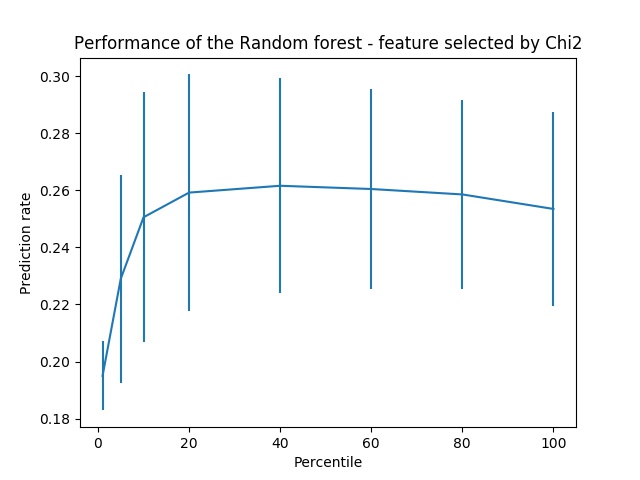 Performance of the Random forest - feature selected by Chi2
0.30
0.28
0.26
0.24
0.22
0.20
0.18
Prediction rate
0 20 40 60 80 100
Percentile